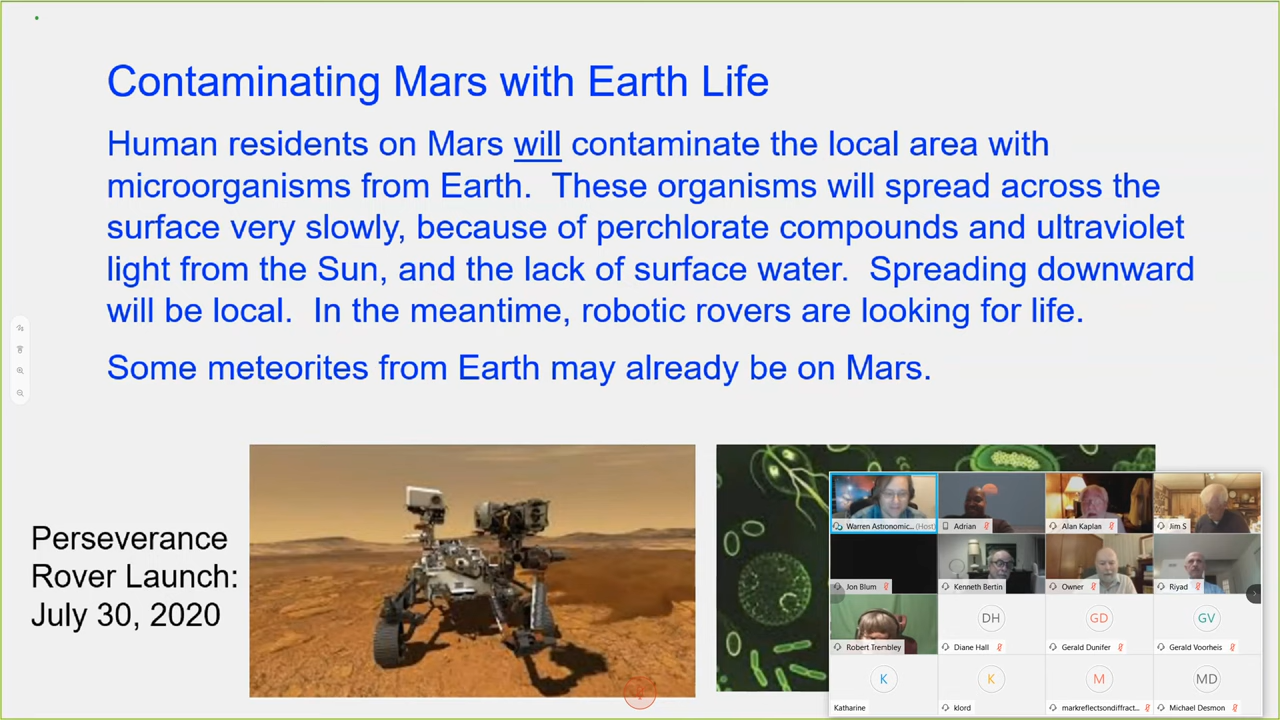 Contaminating Mars with Earth Life
Human residents on Mars will contaminate the local area with
microorganisms from Earth.  These organisms will spread across the
surface very slowly, because of perchlorate compounds and ultraviolet
light from the Sun, and the lack of surface water.  Spreading downward
will be local.  In the meantime, robotic rovers are looking for life.
Some meteorites from Earth may already be on Mars.
Perseverance
Rover Launch:
July 30, 2020
Warren Astronomic... (Host)
Adrian
Alan Kaplan
Jim S
Jon Blum
Kenneth Bertin
Owner
Riyad
Robert Trembley
DH
Diane Hall
GD
Gerald Dunifer
GV
Gerald Voorheis
K
Katharine
K
klord
M
markreflectsondiffract...
MD
Michael Desmon